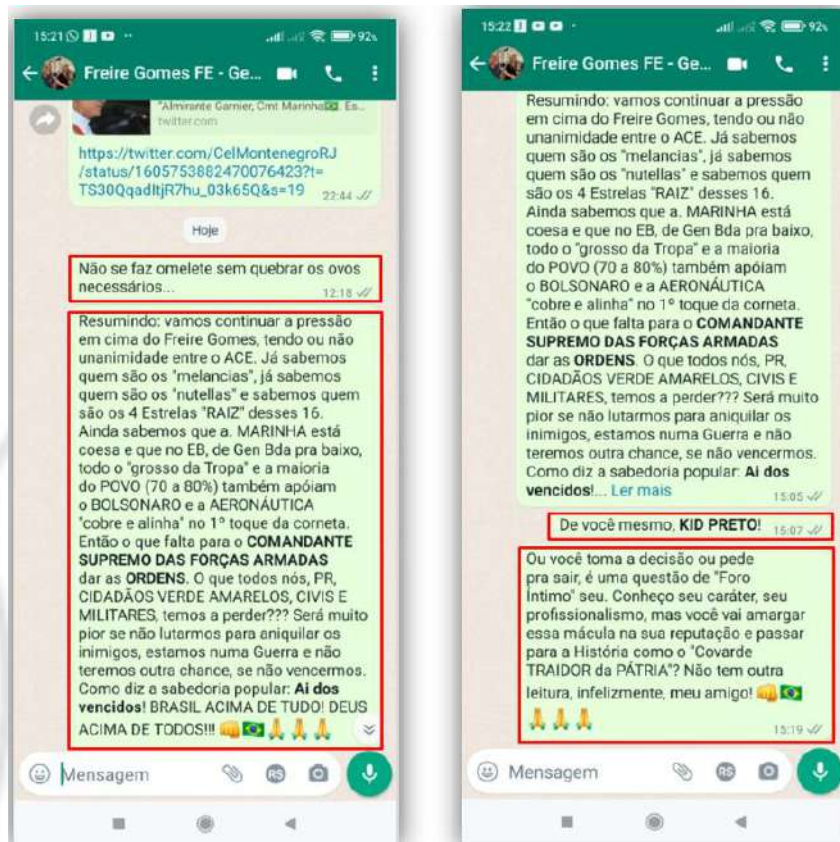 15:21
92%
Freire Gomes FE - Ge...
"Almirante Garnier, Cmt Marinha🇧🇷. Es...
twitter.com
https://twitter.com/CelMontenegroRJ
/status/1605753882470076423?t=
TS30QqadItjR7hu_03k65Q&s=19
22:44
Hoje
Não se faz omelete sem quebrar os ovos
necessários...
12:18
Resumindo: vamos continuar a pressão
em cima do Freire Gomes, tendo ou não
unanimidade entre o ACE. Já sabemos
quem são os "melancias", já sabemos
quem são os "nutellas" e sabemos quem
são os 4 Estrelas "RAIZ" desses 16.
Ainda sabemos que a. MARINHA está
coesa e que no EB, de Gen Bda pra baixo,
todo o "grosso da Tropa" e a maioria
do POVO (70 a 80%) também apóiam
o BOLSONARO e a AERONÁUTICA
"cobre e alinha" no 1º toque da corneta.
Então o que falta para o COMANDANTE
SUPREMO DAS FORÇAS ARMADAS
dar as ORDENS. O que todos nós, PR,
CIDADÃOS VERDE AMARELOS, CIVIS E
MILITARES, temos a perder??? Será muito
pior se não lutarmos para aniquilar os
inimigos, estamos numa Guerra e não
teremos outra chance, se não vencermos.
Como diz a sabedoria popular: Ai dos
vencidos! BRASIL ACIMA DE TUDO! DEUS
ACIMA DE TODOS!!! 👊🇧🇷🙏🙏🙏
Mensagem
R$
15:22
92%
Freire Gomes FE - Ge...
Resumindo: vamos continuar a pressão
em cima do Freire Gomes, tendo ou não
unanimidade entre o ACE. Já sabemos
quem são os "melancias", já sabemos
quem são os "nutellas" e sabemos quem
são os 4 Estrelas "RAIZ" desses 16.
Ainda sabemos que a. MARINHA está
coesa e que no EB, de Gen Bda pra baixo,
todo o "grosso da Tropa" e a maioria
do POVO (70 a 80%) também apóiam
o BOLSONARO e a AERONÁUTICA
"cobre e alinha" no 1º toque da corneta.
Então o que falta para o COMANDANTE
SUPREMO DAS FORÇAS ARMADAS
dar as ORDENS. O que todos nós, PR,
CIDADÃOS VERDE AMARELOS, CIVIS E
MILITARES, temos a perder??? Será muito
pior se não lutarmos para aniquilar os
inimigos, estamos numa Guerra e não
teremos outra chance, se não vencermos.
Como diz a sabedoria popular: Ai dos
vencidos!... Ler mais
15:05
De você mesmo, KID PRETO!
15:07
Ou você toma a decisão ou pede
pra sair, é uma questão de "Foro
Íntimo" seu. Conheço seu caráter, seu
profissionalismo, mas você vai amargar
essa mácula na sua reputação e passar
para a História como o "Covarde
TRAIDOR da PÁTRIA"? Não tem outra
leitura, infelizmente, meu amigo! 👊🇧🇷
🙏🙏🙏
15:19
Mensagem
R$